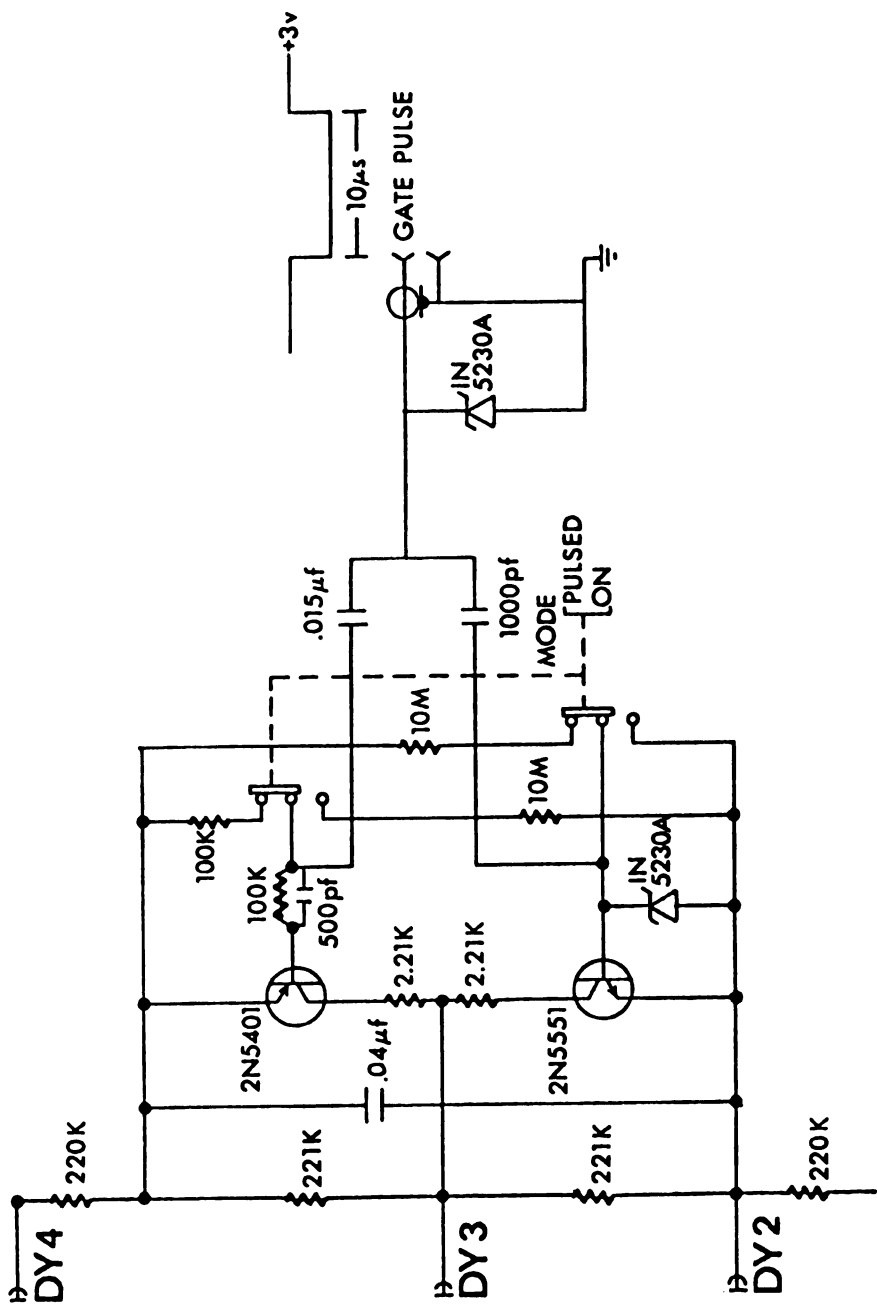 +3v
10μs
GATE PULSE
IN
5230A
.015μf
1000pf
MODE
PULSED
ON
10M
10M
100K
100K
500pf
IN
5230A
2N5401
2.21K
2.21K
2N5551
.04μf
220K
221K
221K
220K
DY4
DY3
DY2